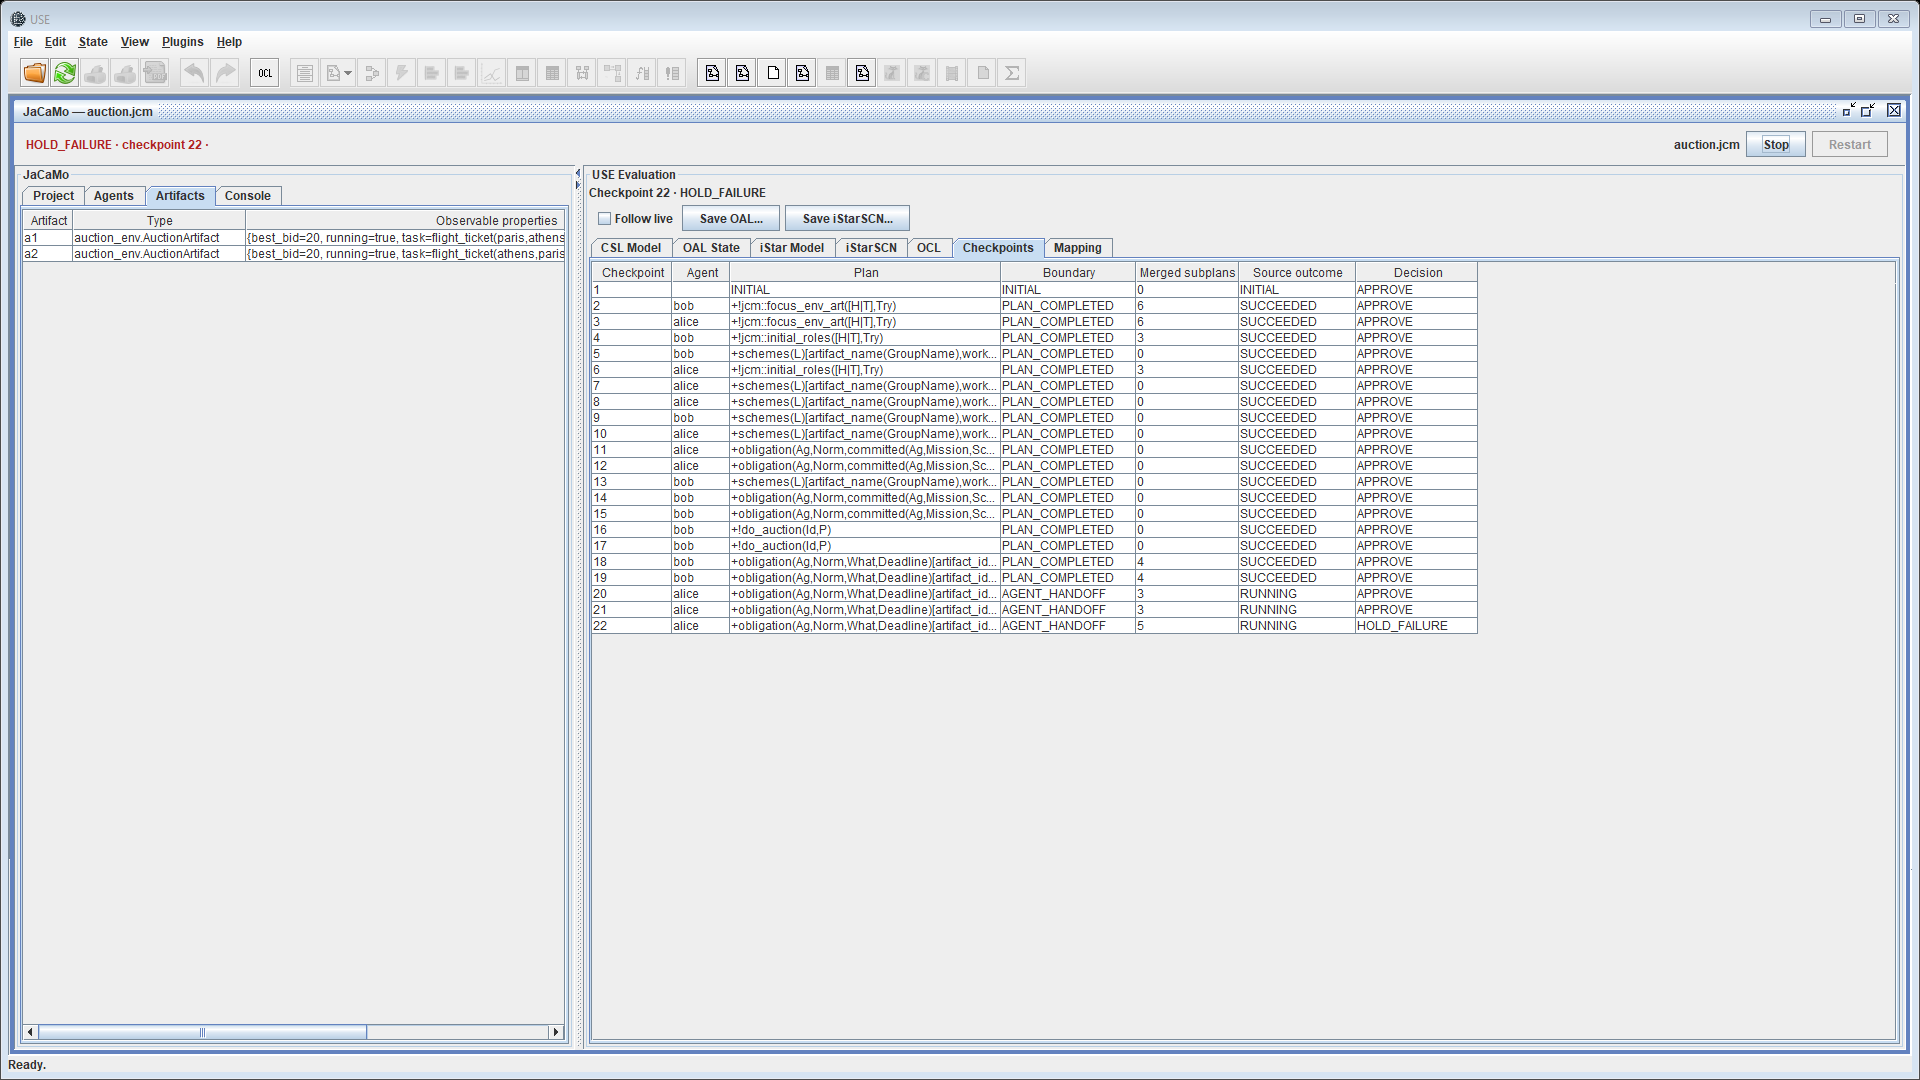 USE
File Edit State View Plugins Help
OCL
JaCaMo — auction.jcm
HOLD_FAILURE · checkpoint 22 ·
auction.jcm Stop Restart
JaCaMo
Project Agents Artifacts Console
Artifact Type Observable properties
a1 auction_env.AuctionArtifact {best_bid=20, running=true, task=flight_ticket(paris,athens
a2 auction_env.AuctionArtifact {best_bid=20, running=true, task=flight_ticket(athens,paris
USE Evaluation
Checkpoint 22 · HOLD_FAILURE
Follow live Save OAL... Save iStarSCN...
CSL Model OAL State iStar Model iStarSCN OCL Checkpoints Mapping
Checkpoint Agent Plan Boundary Merged subplans Source outcome Decision
1 INITIAL INITIAL 0 INITIAL APPROVE
2 bob +!jcm::focus_env_art([H|T],Try) PLAN_COMPLETED 6 SUCCEEDED APPROVE
3 alice +!jcm::focus_env_art([H|T],Try) PLAN_COMPLETED 6 SUCCEEDED APPROVE
4 bob +!jcm::initial_roles([H|T],Try) PLAN_COMPLETED 3 SUCCEEDED APPROVE
5 bob +schemes(L)[artifact_name(GroupName),work... PLAN_COMPLETED 0 SUCCEEDED APPROVE
6 alice +!jcm::initial_roles([H|T],Try) PLAN_COMPLETED 3 SUCCEEDED APPROVE
7 alice +schemes(L)[artifact_name(GroupName),work... PLAN_COMPLETED 0 SUCCEEDED APPROVE
8 alice +schemes(L)[artifact_name(GroupName),work... PLAN_COMPLETED 0 SUCCEEDED APPROVE
9 bob +schemes(L)[artifact_name(GroupName),work... PLAN_COMPLETED 0 SUCCEEDED APPROVE
10 alice +schemes(L)[artifact_name(GroupName),work... PLAN_COMPLETED 0 SUCCEEDED APPROVE
11 alice +obligation(Ag,Norm,committed(Ag,Mission,Sc... PLAN_COMPLETED 0 SUCCEEDED APPROVE
12 alice +obligation(Ag,Norm,committed(Ag,Mission,Sc... PLAN_COMPLETED 0 SUCCEEDED APPROVE
13 bob +schemes(L)[artifact_name(GroupName),work... PLAN_COMPLETED 0 SUCCEEDED APPROVE
14 bob +obligation(Ag,Norm,committed(Ag,Mission,Sc... PLAN_COMPLETED 0 SUCCEEDED APPROVE
15 bob +obligation(Ag,Norm,committed(Ag,Mission,Sc... PLAN_COMPLETED 0 SUCCEEDED APPROVE
16 bob +!do_auction(Id,P) PLAN_COMPLETED 0 SUCCEEDED APPROVE
17 bob +!do_auction(Id,P) PLAN_COMPLETED 0 SUCCEEDED APPROVE
18 bob +obligation(Ag,Norm,What,Deadline)[artifact_id... PLAN_COMPLETED 4 SUCCEEDED APPROVE
19 bob +obligation(Ag,Norm,What,Deadline)[artifact_id... PLAN_COMPLETED 4 SUCCEEDED APPROVE
20 alice +obligation(Ag,Norm,What,Deadline)[artifact_id... AGENT_HANDOFF 3 RUNNING APPROVE
21 alice +obligation(Ag,Norm,What,Deadline)[artifact_id... AGENT_HANDOFF 3 RUNNING APPROVE
22 alice +obligation(Ag,Norm,What,Deadline)[artifact_id... AGENT_HANDOFF 5 RUNNING HOLD_FAILURE
Ready.